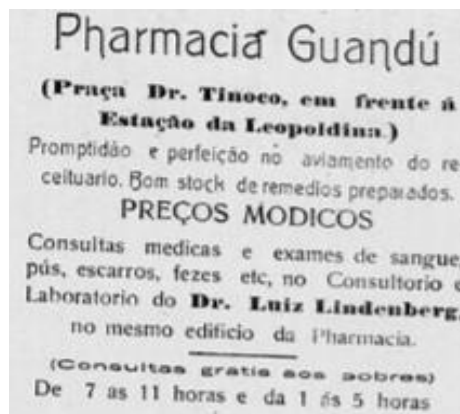 Pharmacia Guandú
(Praça Dr. Tinoco, em frente á
Estação da Leopoldina)
Promptidão e perfeição no aviamento do re-
ceituario. Bom stock de remedios preparados.
PREÇOS MODICOS
Consultas medicas e exames de sangue,
pús, escarros, fezes etc, no Consultorio e
Laboratorio do Dr. Luiz Lindenberg,
no mesmo edificio da Pharmacia.
(Consultas gratis aos pobres)
De 7 as 11 horas e da 1 ás 5 horas